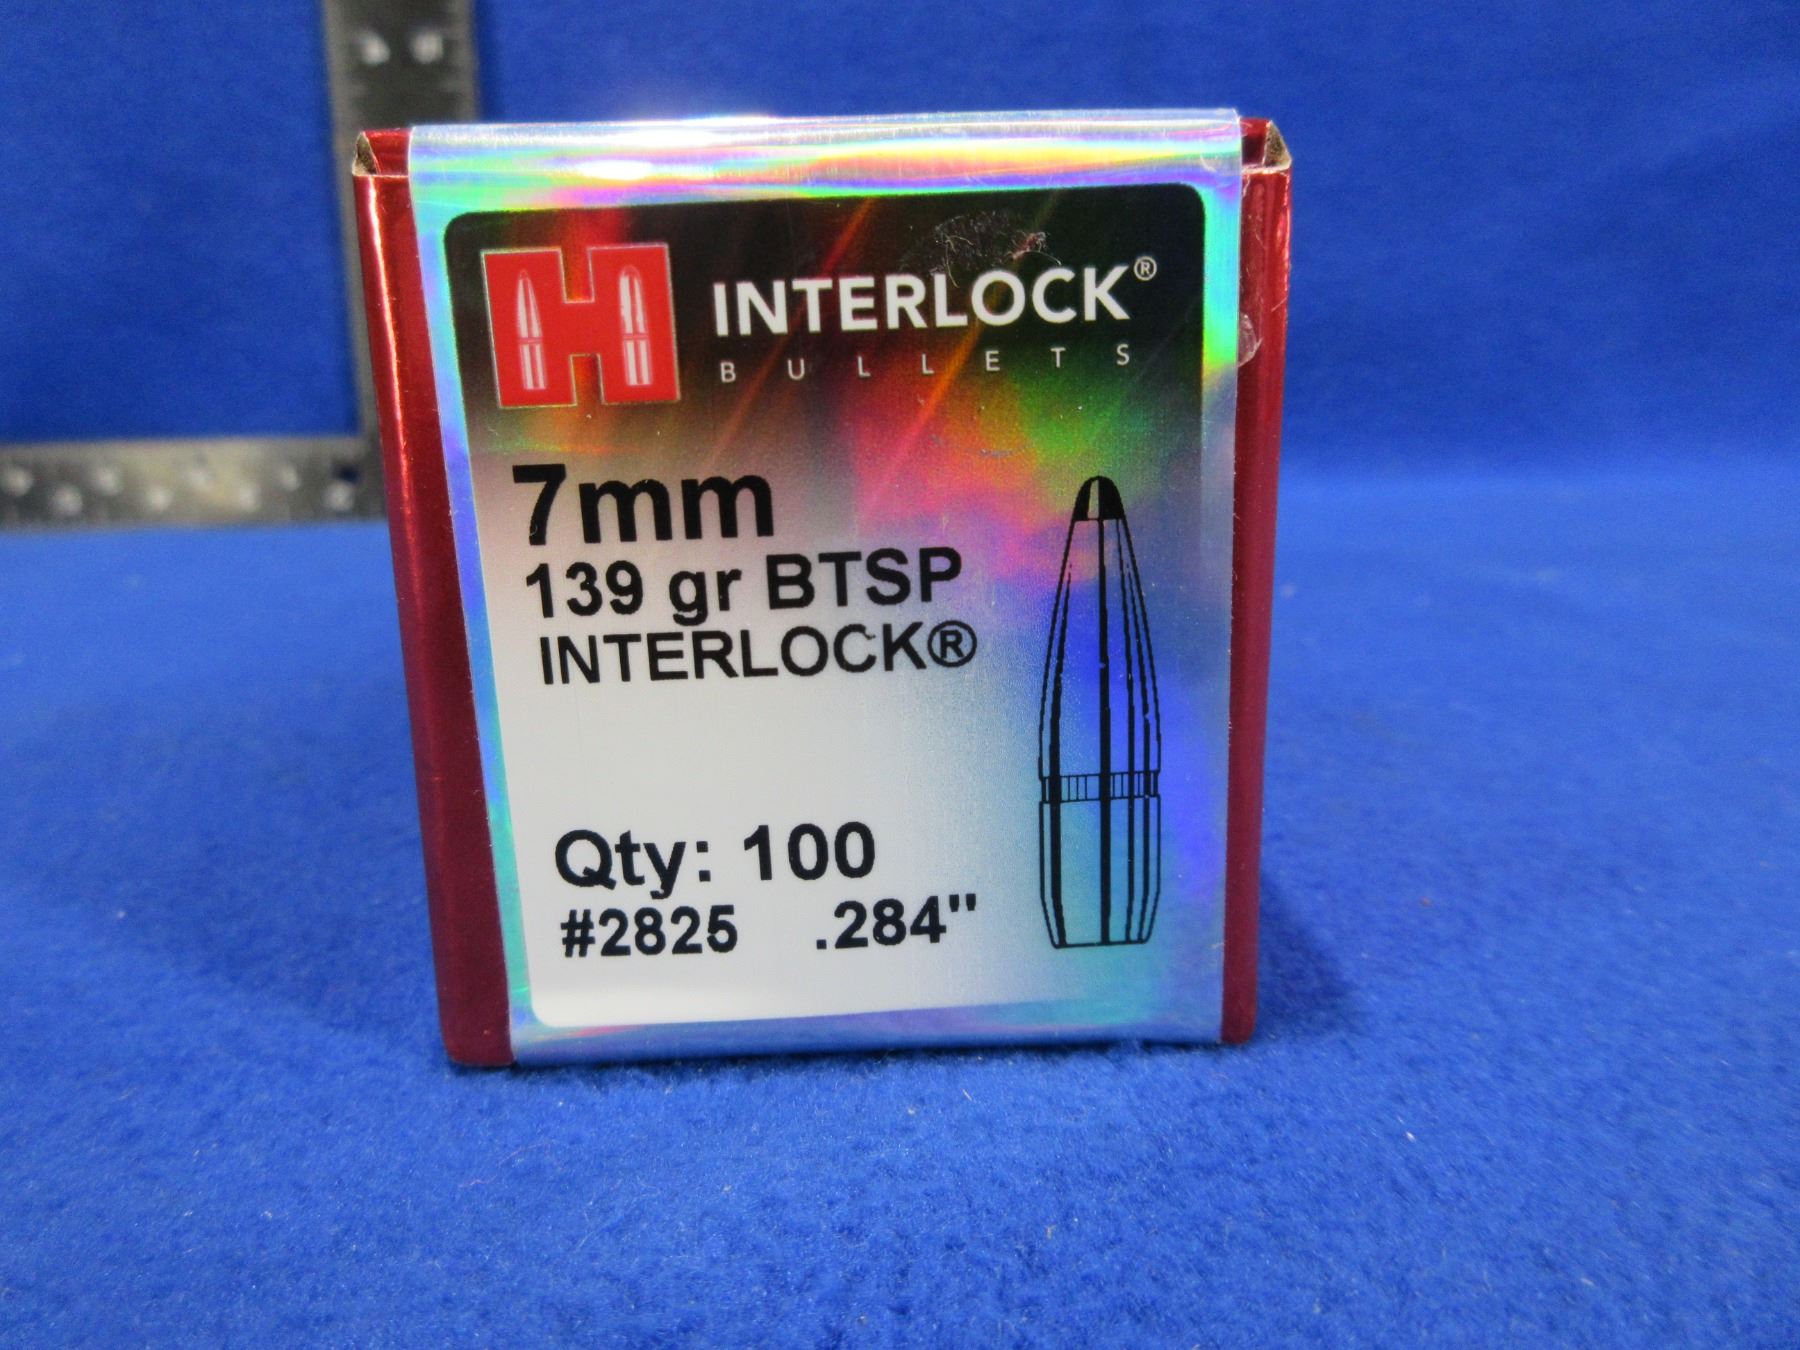 H
INTERLOCK®
BULLETS
7mm
139 gr BTSP
INTERLOCK®
Qty: 100
#2825 .284"